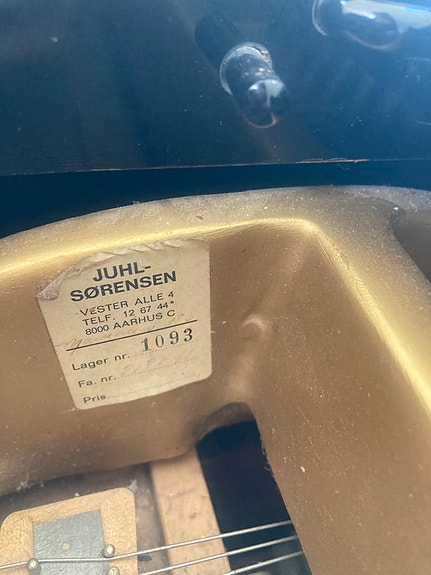 JUHL-
SØRENSEN
VESTER ALLE 4
TELF. 12 67 44*
8000 AARHUS C
Lager nr. 1093
Fa. nr.
Pris